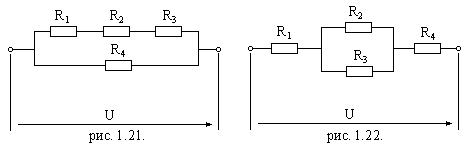 R1 R2 R3
R4
U
рис. 1.21.
R2
R1 R4
R3
U
рис. 1.22.